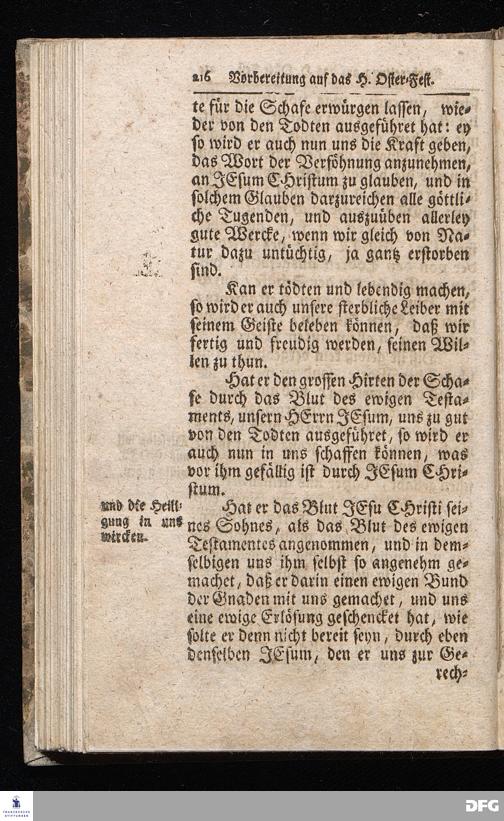 216 Vorbereitung auf das H. Oster-Fest.
te für die Schafe erwürgen lassen, wie-
der von den Todten ausgeführet hat: ey
so wird er auch nun uns die Kraft geben,
das Wort der Versöhnung anzunehmen,
an JEsum CHristum zu glauben, und in
solchem Glauben darzureichen alle göttli-
che Tugenden, und auszuüben allerley
gute Wercke, wenn wir gleich von Na-
tur dazu untüchtig, ja gantz erstorben
sind.
Kan er tödten und lebendig machen,
so wird er auch unsere sterbliche Leiber mit
seinem Geiste beleben können, daß wir
fertig und freudig werden, seinen Wil-
len zu thun.
Hat er den grossen Hirten der Scha-
fe durch das Blut des ewigen Testa-
ments, unsern HErrn JEsum, uns zu gut
von den Todten ausgeführet, so wird er
auch nun in uns schaffen können, was
vor ihm gefällig ist durch JEsum CHri-
stum.
und die Heili-
gung in uns
wircken.
Hat er das Blut JEsu CHristi sei-
nes Sohnes, als das Blut des ewigen
Testamentes angenommen, und in dem-
selbigen uns ihm selbst so angenehm ge-
machet, daß er darin einen ewigen Bund
der Gnaden mit uns gemachet, und uns
eine ewige Erlösung geschencket hat, wie
solte er denn nicht bereit seyn, durch eben
denselben JEsum, den er uns zur Ge-
rech-
FRANCKESCHE
STIFTUNGEN
DFG